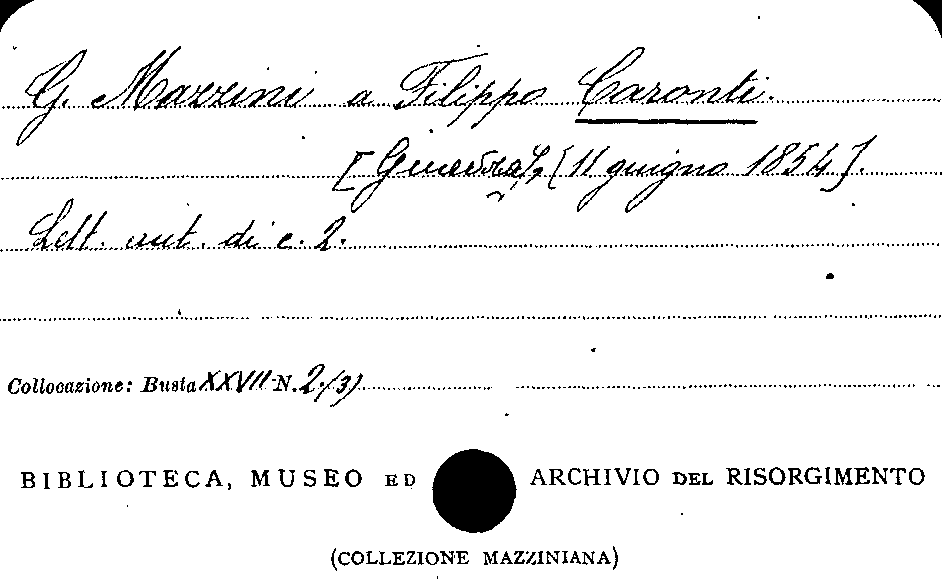 G. Mazzini a Filippo Caronti.
[Ginevra], [11 giugno 1854].
Lett. aut. di c. 2.
Collocazione: Busta XXVII N. 2(3)
BIBLIOTECA, MUSEO ED ARCHIVIO DEL RISORGIMENTO
(COLLEZIONE MAZZINIANA)